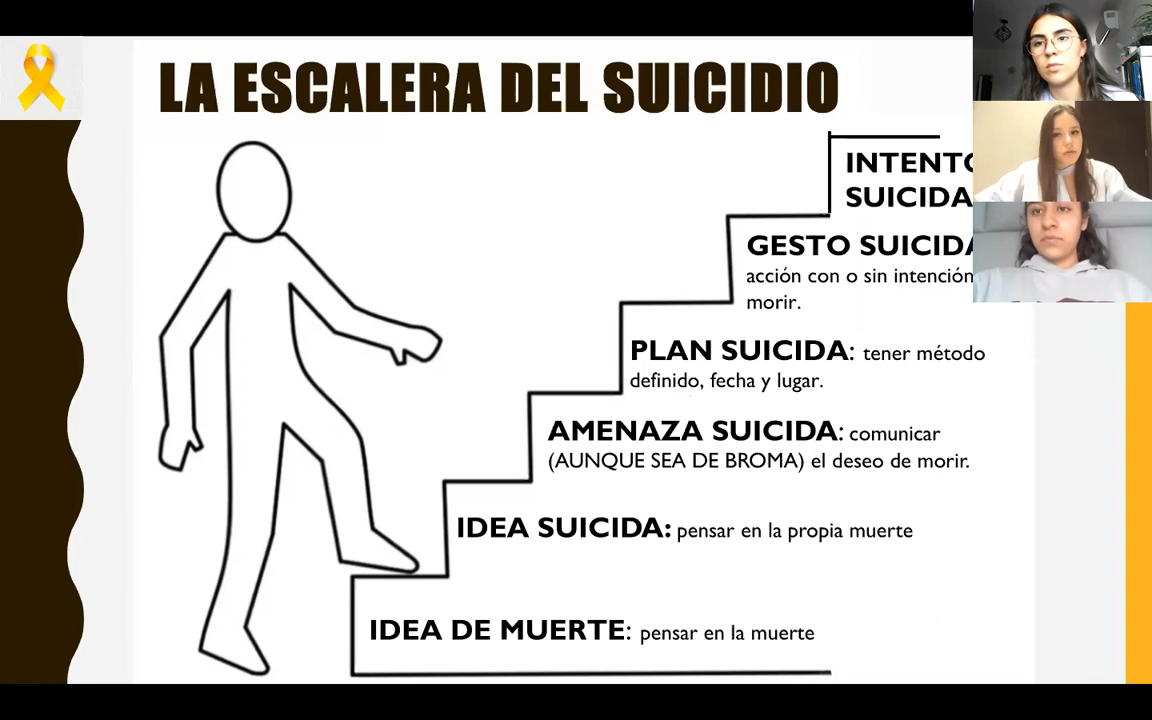 LA ESCALERA DEL SUICIDIO
SUICIDA
GESTO
acción con o sin intención
morir.
PLAN SUICIDA: tener método
definido, fecha y lugar.
AMENAZA SUICIDA: comunicar
(AUNQUE SEA DE BROMA) el deseo de morir.
IDEA SUICIDA: pensar en la propia muerte
IDEA DE MUERTE: pensar en la muerte